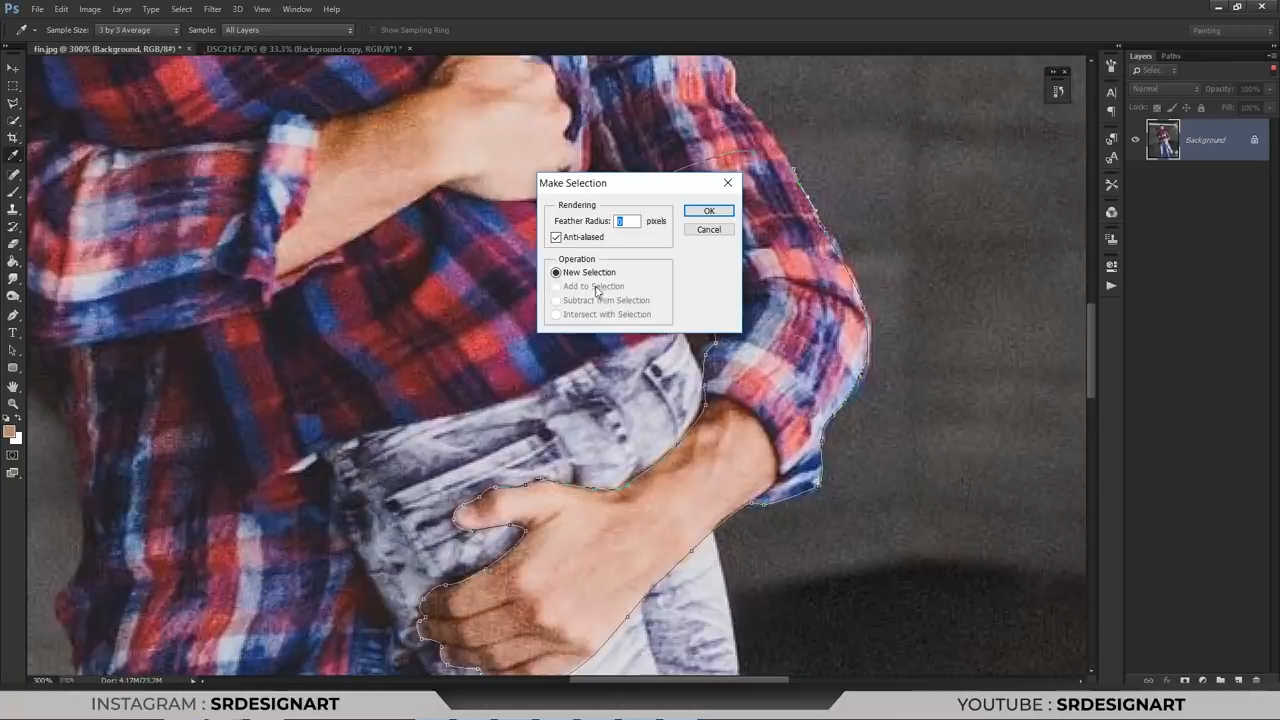 Ps File Edit Image Layer Type Select Filter 3D View Window Help
Sample Size: 3 by 3 Average Sample: All Layers Show Sampling Ring Painting
fin.jpg @ 300% (Background, RGB/8#) * × _DSC2167.JPG @ 33.3% (Background copy, RGB/8*) * ×
Layers Paths
Normal Opacity: 100%
Lock: Fill: 100%
Background
Make Selection
Rendering
Feather Radius: 0 pixels
Anti-aliased
OK
Cancel
Operation
New Selection
Add to Selection
Subtract from Selection
Intersect with Selection
300% Doc: 4.17M/23.2M
INSTAGRAM : SRDESIGNART
YOUTUBE : SRDESIGNART